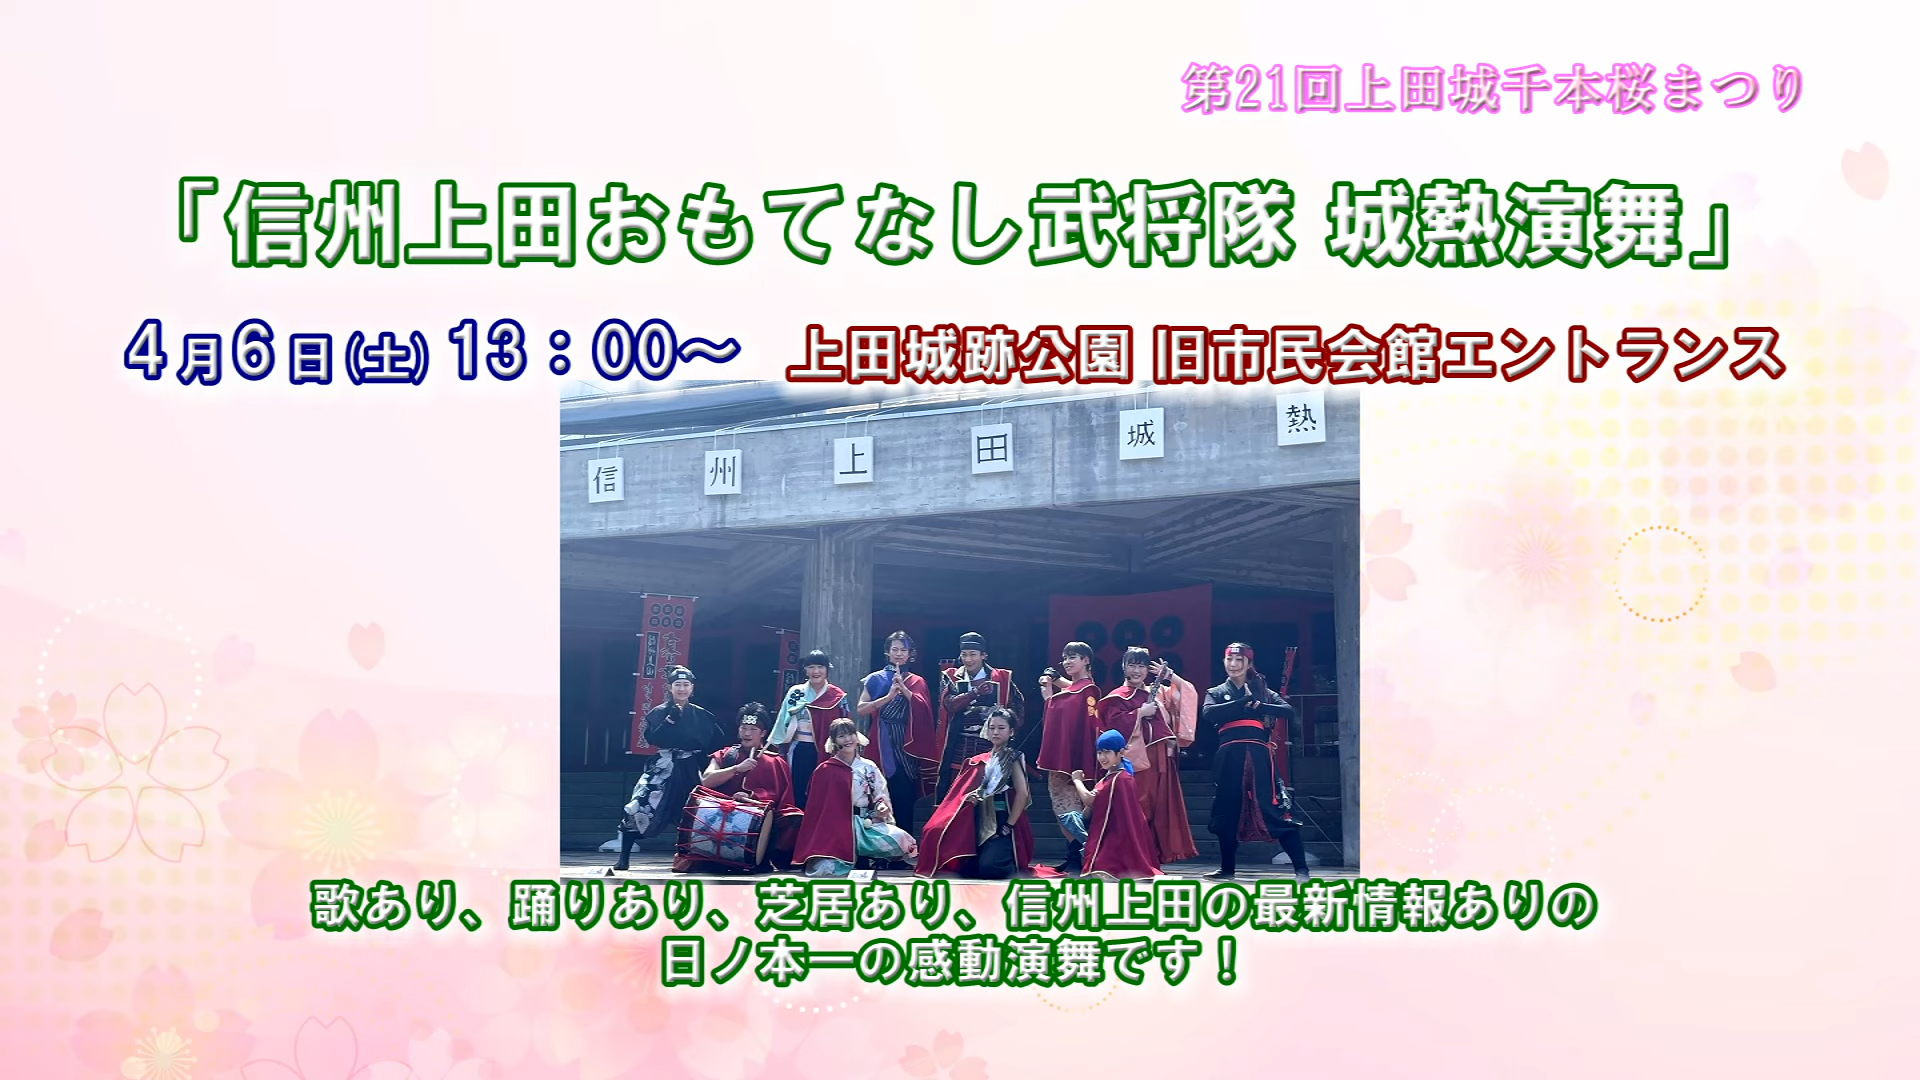 第21回上田城千本桜まつり
「信州上田おもてなし武将隊 城熱演舞」
4月6日(土) 13:00～ 上田城跡公園 旧市民会館エントランス
信州上田城熱
歌あり、踊りあり、芝居あり、信州上田の最新情報ありの
日ノ本一の感動演舞です!